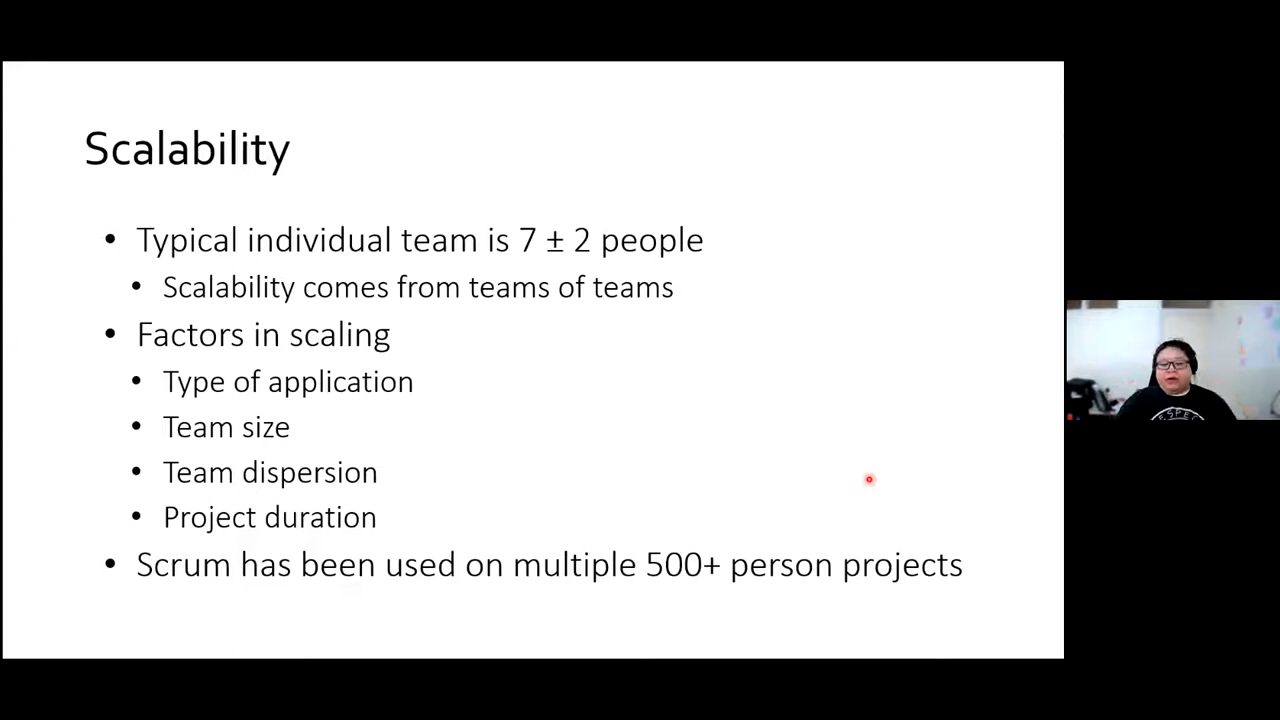 Scalability
• Typical individual team is 7 ± 2 people
• Scalability comes from teams of teams
• Factors in scaling
• Type of application
• Team size
• Team dispersion
• Project duration
• Scrum has been used on multiple 500+ person projects